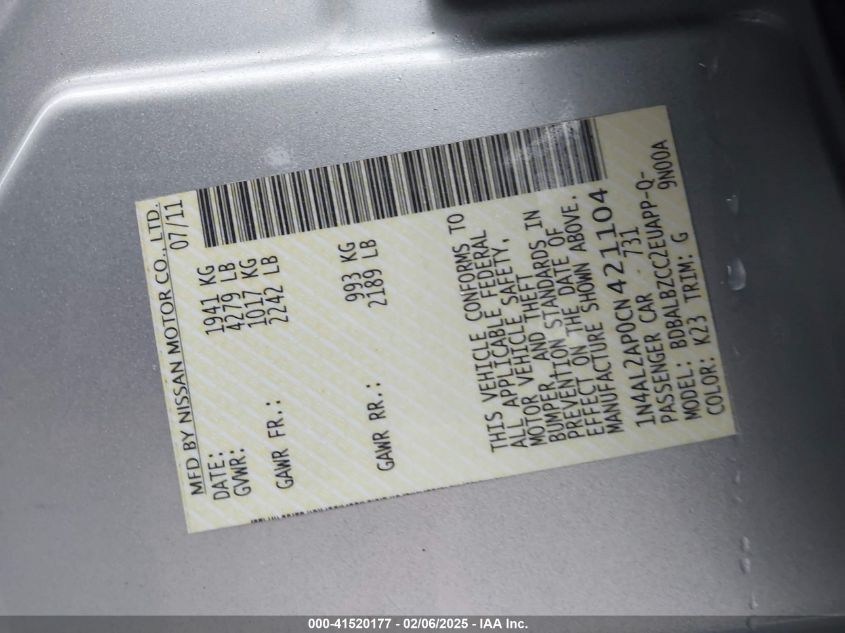 MFD BY NISSAN MOTOR CO., LTD.
DATE: 07/11
GVWR: 1941 KG
4279 LB
GAWR FR.: 1017 KG
2242 LB
GAWR RR.: 993 KG
2189 LB
THIS VEHICLE CONFORMS TO
ALL APPLICABLE FEDERAL
MOTOR VEHICLE SAFETY,
BUMPER, AND THEFT
PREVENTION STANDARDS IN
EFFECT ON THE DATE OF
MANUFACTURE SHOWN ABOVE.
1N4AL2AP0CN421104
PASSENGER CAR 731
MODEL: BDBALBZCC2EUAPP-Q-
9N00A
COLOR: K23 TRIM: G
000-41520177 - 02/06/2025 - IAA Inc.